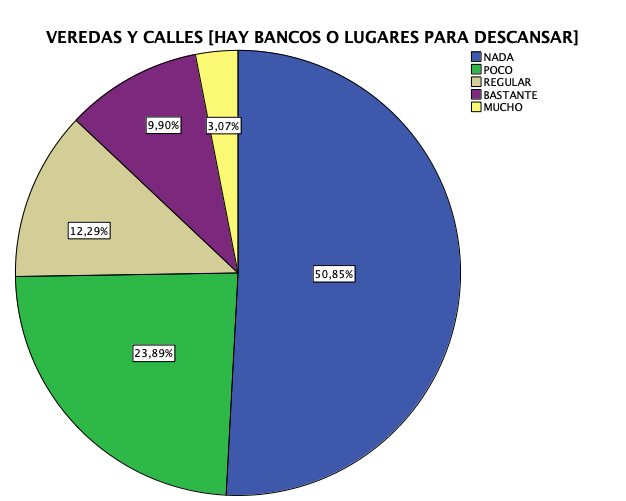 VEREDAS Y CALLES [HAY BANCOS O LUGARES PARA DESCANSAR]
NADA
POCO
REGULAR
BASTANTE
MUCHO
9,90%
3,07%
12,29%
50,85%
23,89%